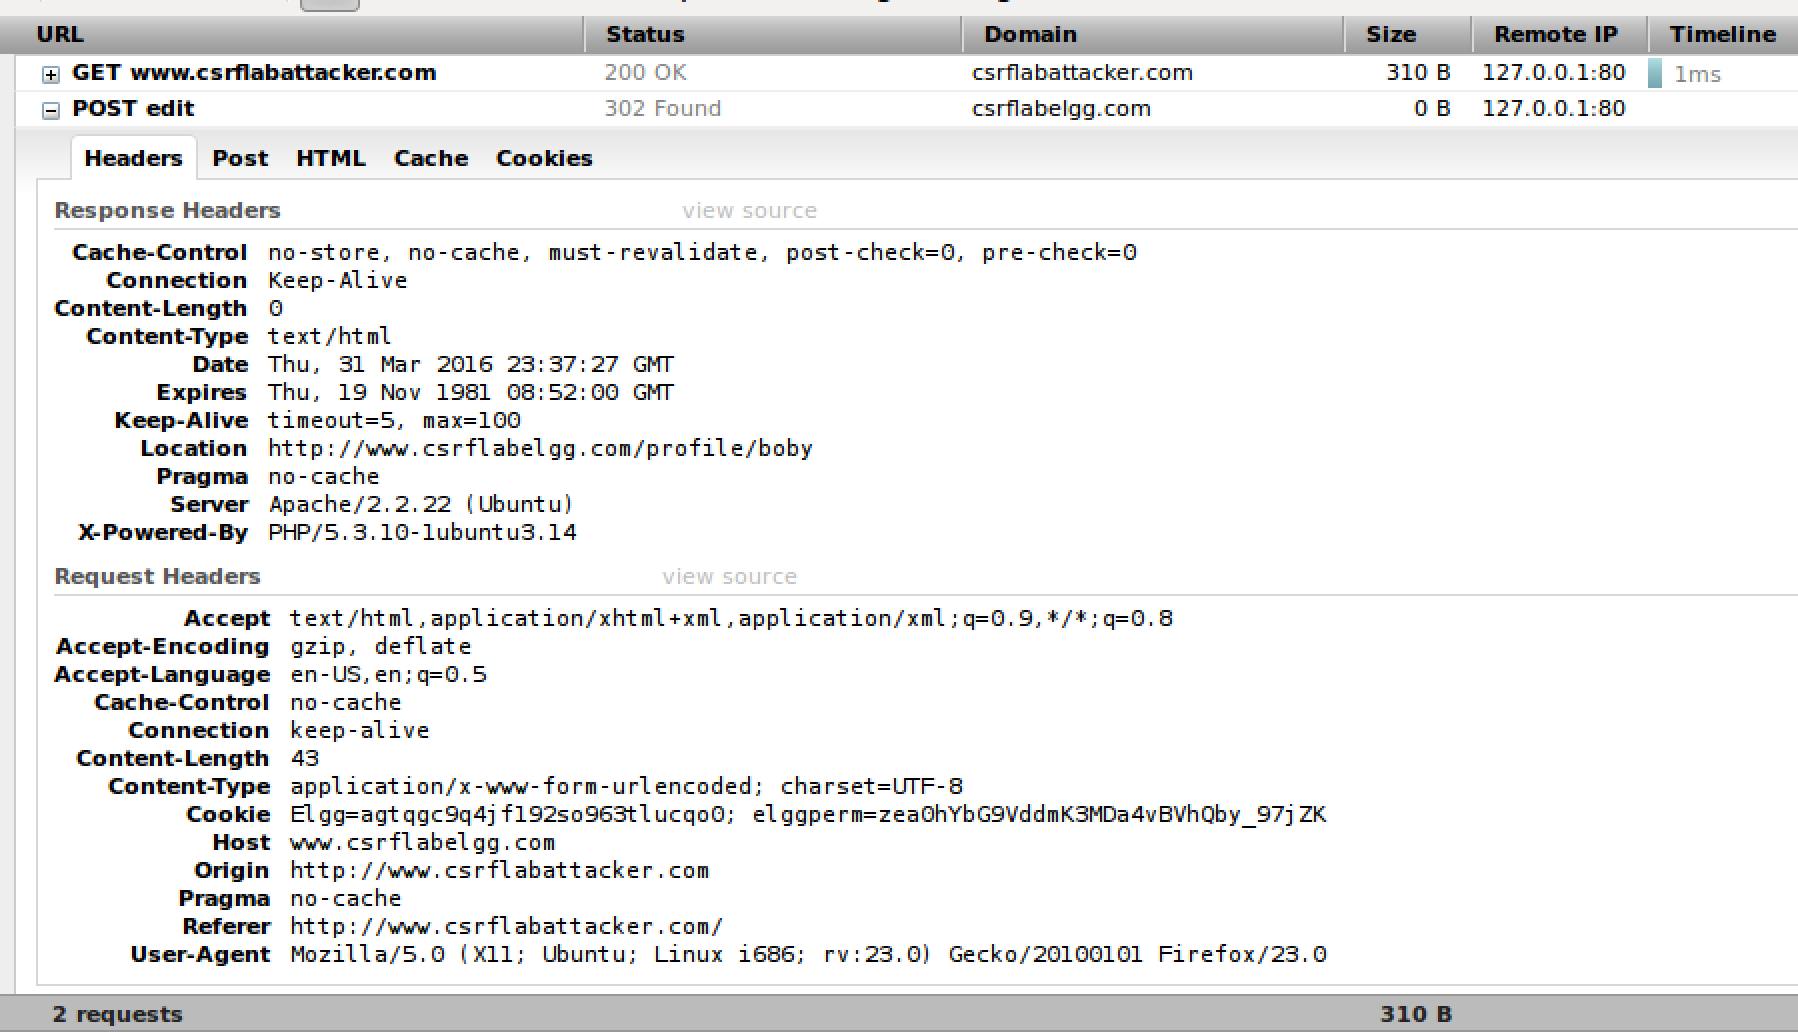 URL Status Domain Size Remote IP Timeline
GET www.csrflabattacker.com 200 OK csrflabattacker.com 310 B 127.0.0.1:80 1ms
POST edit 302 Found csrflabelgg.com 0 B 127.0.0.1:80
Headers Post HTML Cache Cookies
Response Headers view source
Cache-Control no-store, no-cache, must-revalidate, post-check=0, pre-check=0
Connection Keep-Alive
Content-Length 0
Content-Type text/html
Date Thu, 31 Mar 2016 23:37:27 GMT
Expires Thu, 19 Nov 1981 08:52:00 GMT
Keep-Alive timeout=5, max=100
Location http://www.csrflabelgg.com/profile/boby
Pragma no-cache
Server Apache/2.2.22 (Ubuntu)
X-Powered-By PHP/5.3.10-1ubuntu3.14
Request Headers view source
Accept text/html,application/xhtml+xml,application/xml;q=0.9,*/*;q=0.8
Accept-Encoding gzip, deflate
Accept-Language en-US,en;q=0.5
Cache-Control no-cache
Connection keep-alive
Content-Length 43
Content-Type application/x-www-form-urlencoded; charset=UTF-8
Cookie Elgg=agtqgc9q4jf192so963tlucqo0; elggperm=zea0hYbG9VddmK3MDa4vBVhQby_97jZK
Host www.csrflabelgg.com
Origin http://www.csrflabattacker.com
Pragma no-cache
Referer http://www.csrflabattacker.com/
User-Agent Mozilla/5.0 (X11; Ubuntu; Linux i686; rv:23.0) Gecko/20100101 Firefox/23.0
2 requests 310 B